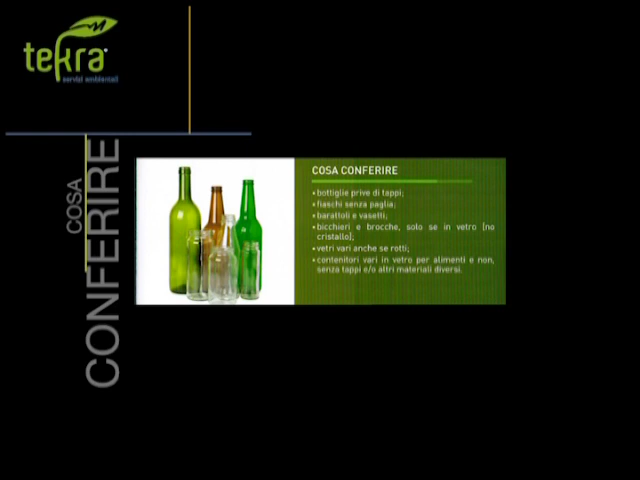 tekra
servizi ambientali
COSA
CONFERIRE
COSA CONFERIRE
• bottiglie prive di tappi;
• fiaschi senza paglia;
• barattoli e vasetti;
• bicchieri e brocche, solo se in vetro [no
cristallo];
• vetri vari anche se rotti;
• contenitori vari in vetro per alimenti e non,
senza tappi e/o altri materiali diversi.